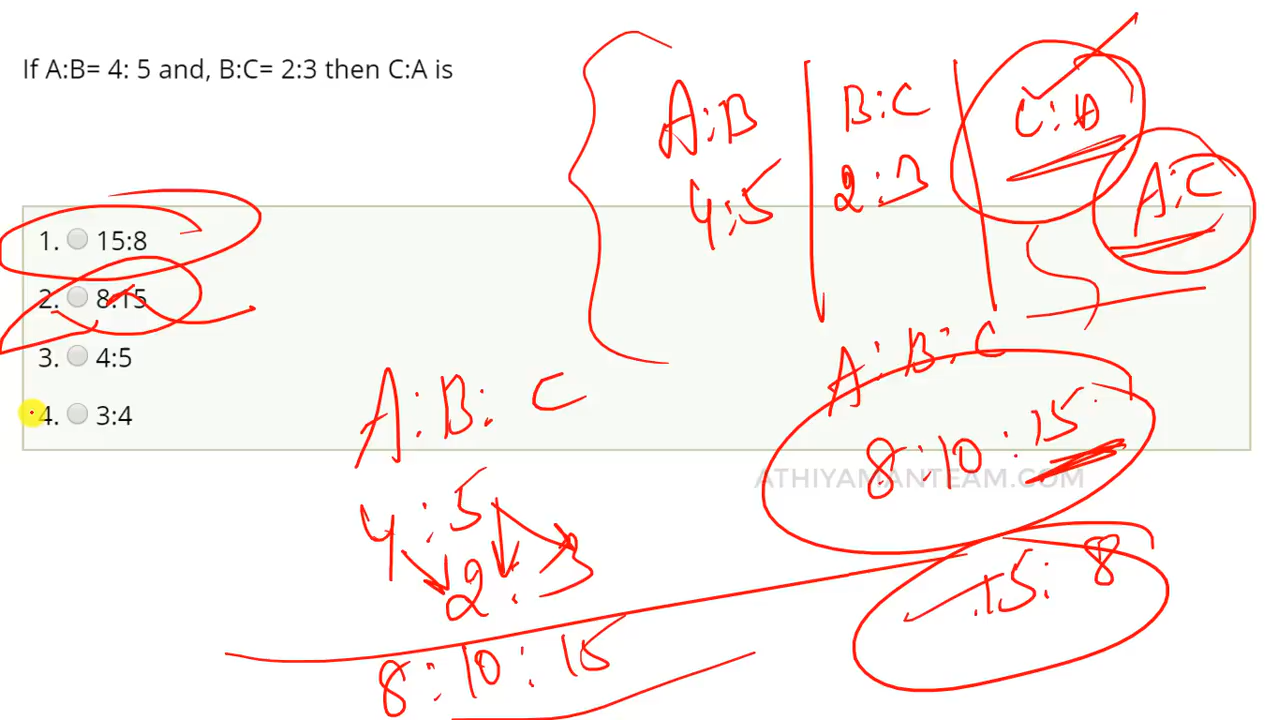 If A:B= 4: 5 and, B:C= 2:3 then C:A is
A:B
B:C
C:A
4:5
2:3
A:C
1. 15:8
2. 8:15
3. 4:5
4. 3:4
A:B:C
8:10:15
A:B:C
4:5
2:3
8:10:15
15:8
ATHIYAMANTEAM.COM